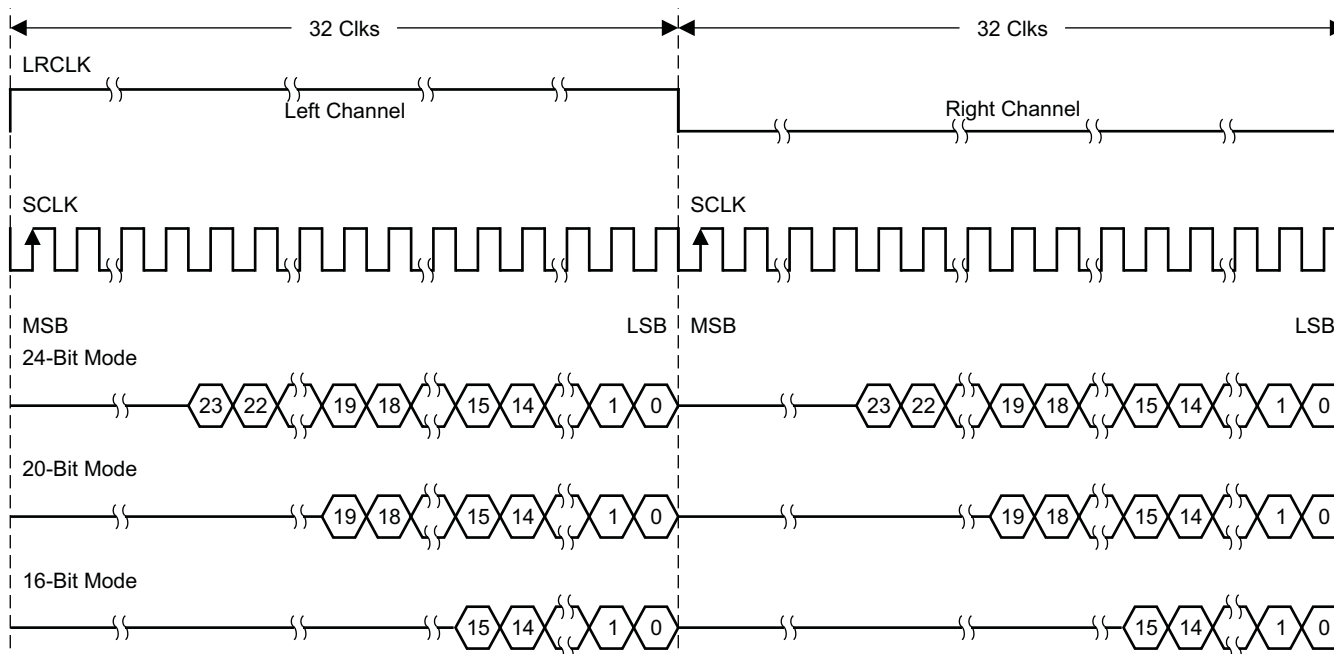 32 Clks 32 Clks
LRCLK
Left Channel Right Channel
SCLK SCLK
MSB LSB MSB LSB
24-Bit Mode
23 22 19 18 15 14 1 0 23 22 19 18 15 14 1 0
20-Bit Mode
19 18 15 14 1 0 19 18 15 14 1 0
16-Bit Mode
15 14 1 0 15 14 1 0